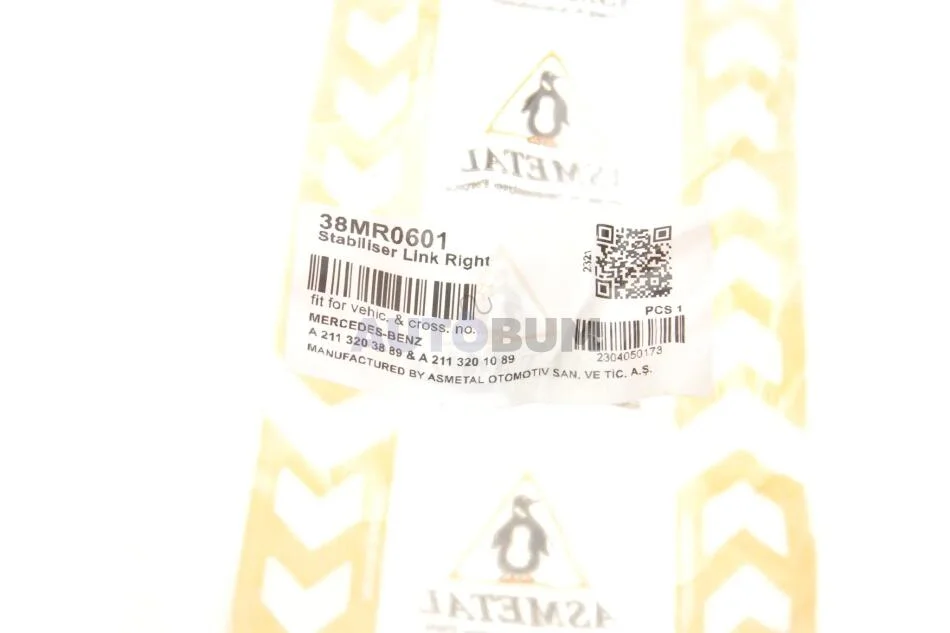 ASMETAL
38MR0601
Stabiliser Link Right
2321
PCS 1
fit for vehic. & cross. no.
MERCEDES-BENZ
A 211 320 38 89 & A 211 320 10 89
2304050173
MANUFACTURED BY ASMETAL OTOMOTIV SAN. VE TİC. A.Ş.
AUTOBUM
ASMETAL